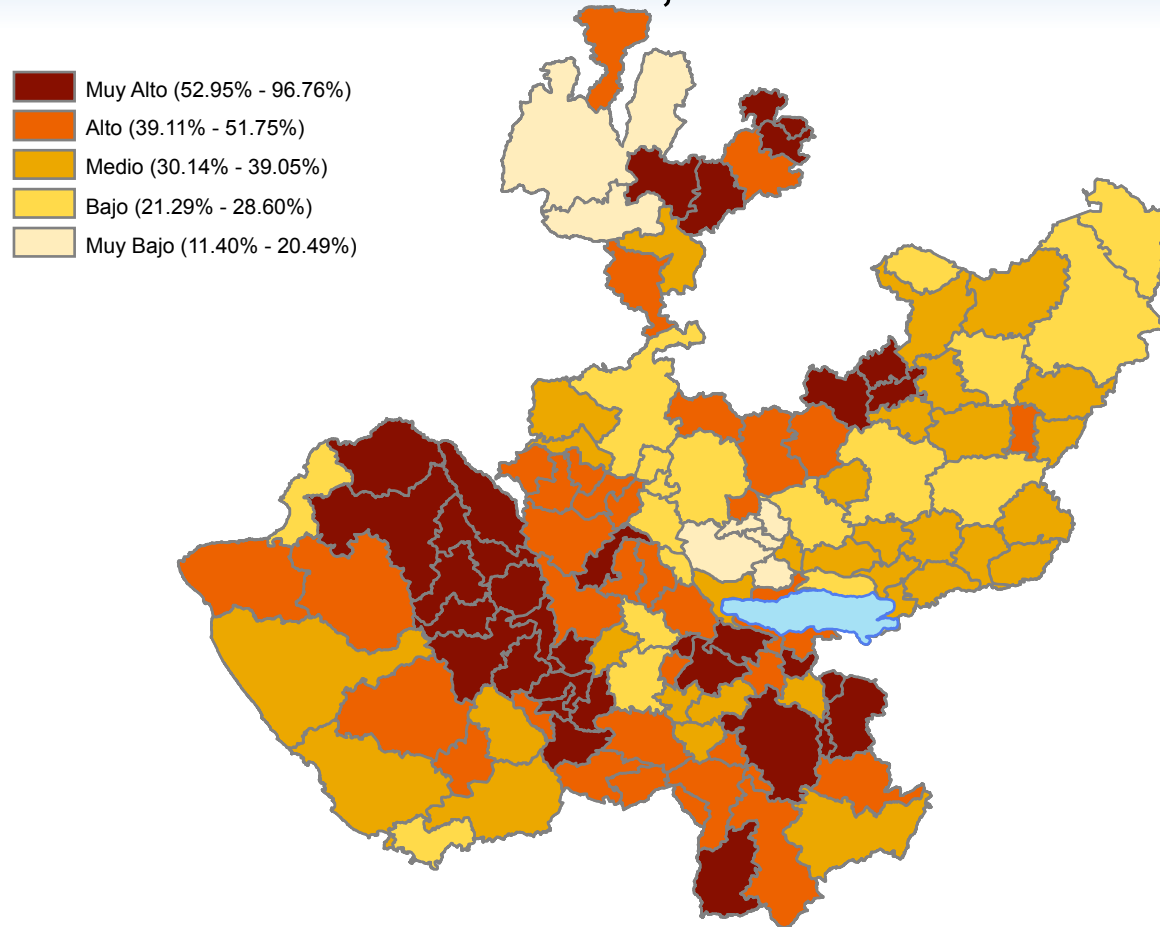 Muy Alto (52.95% - 96.76%)
Alto (39.11% - 51.75%)
Medio (30.14% - 39.05%)
Bajo (21.29% - 28.60%)
Muy Bajo (11.40% - 20.49%)